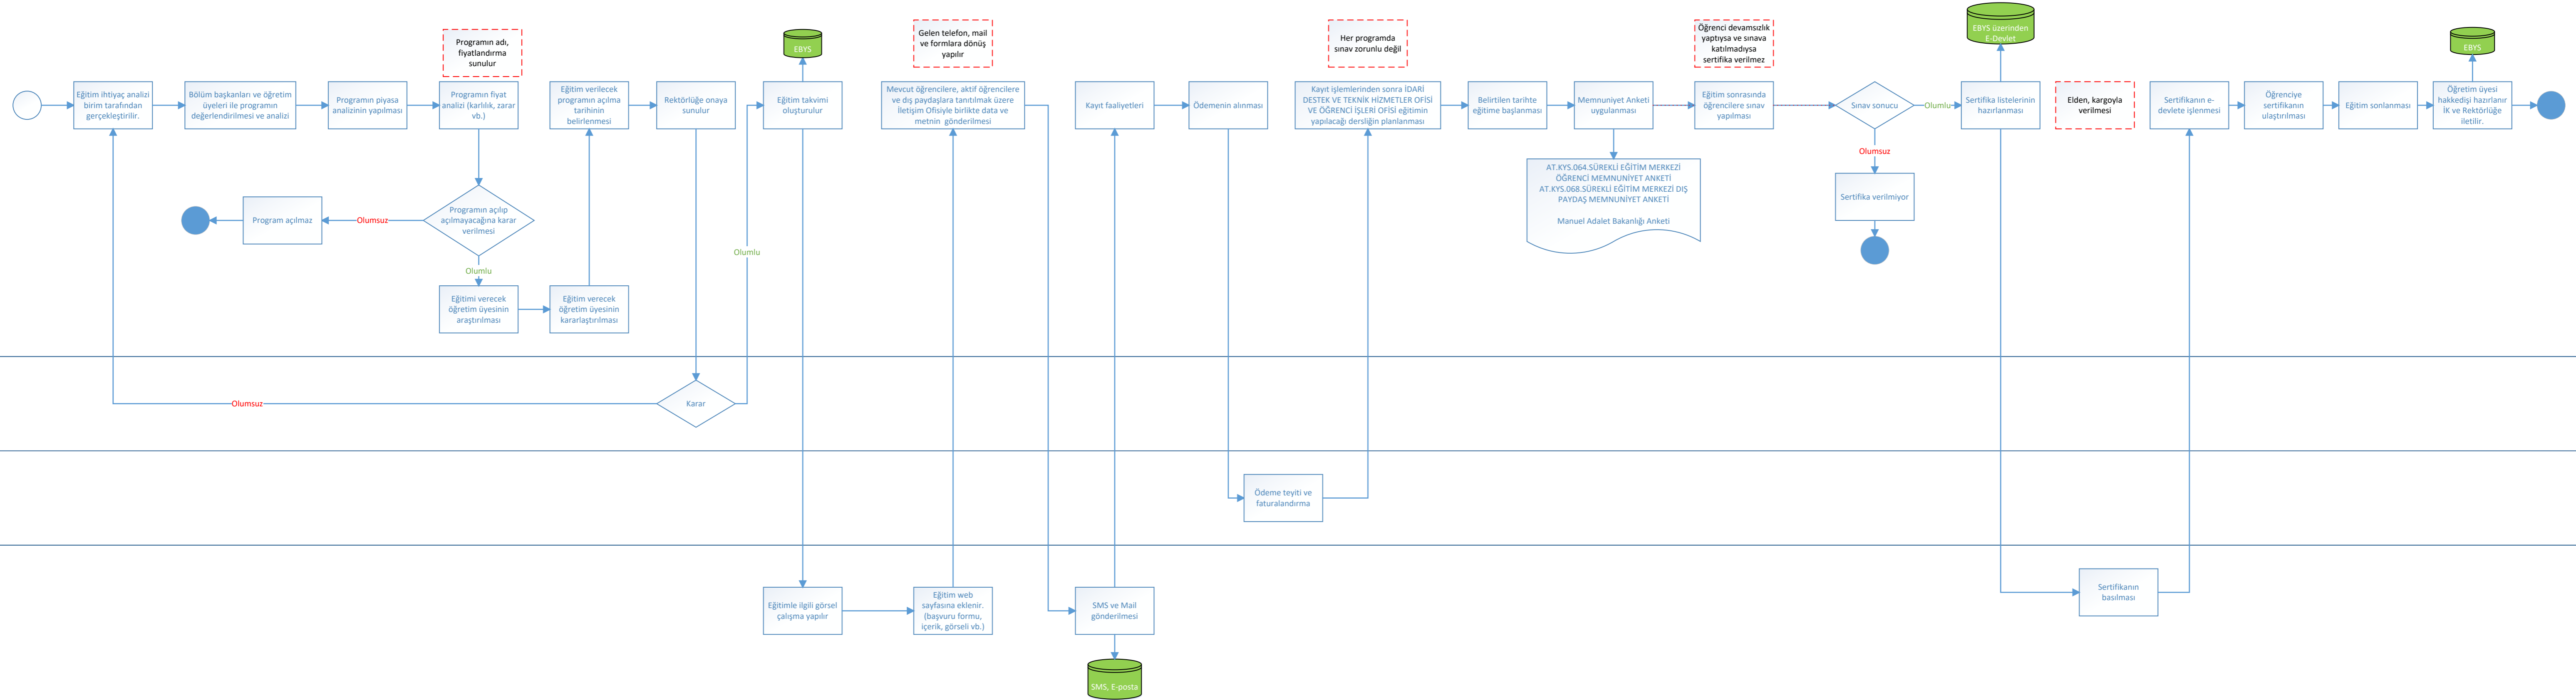 Programın adı,
fiyatlandırma
sunulur
EBYS
Gelen telefon, mail
ve formlara dönüş
yapılır
Her programda
sınav zorunlu değil
Öğrenci devamsızlık
yaptıysa ve sınava
katılmadıysa
sertifika verilmez
EBYS üzerinden
E-Devlet
EBYS
Eğitim ihtiyaç analizi
birim tarafından
gerçekleştirilir.
Bölüm başkanları ve öğretim
üyeleri ile programın
değerlendirilmesi ve analizi
Programın piyasa
analizinin yapılması
Programın fiyat
analizi (karlılık, zarar
vb.)
Eğitim verilecek
programın açılma
tarihinin
belirlenmesi
Rektörlüğe onaya
sunulur
Eğitim takvimi
oluşturulur
Mevcut öğrencilere, aktif öğrencilere
ve dış paydaşlara tanıtılmak üzere
İletişim Ofisiyle birlikte data ve
metnin gönderilmesi
Kayıt faaliyetleri
Ödemenin alınması
Kayıt işlemlerinden sonra İDARİ
DESTEK VE TEKNİK HİZMETLER OFİSİ
VE ÖĞRENCİ İŞLERİ OFİSİ eğitimin
yapılacağı dersliğin planlanması
Belirtilen tarihte
eğitime başlanması
Memnuniyet Anketi
uygulanması
Eğitim sonrasında
öğrencilere sınav
yapılması
Sınav sonucu
Olumlu
Sertifika listelerinin
hazırlanması
Elden, kargoyla
verilmesi
Sertifikanın e-
devlete işlenmesi
Öğrenciye
sertifikanın
ulaştırılması
Eğitim sonlanması
Öğretim üyesi
hakkedişi hazırlanır
İK ve Rektörlüğe
iletilir.
Olumsuz
AT.KYS.064.SÜREKLİ EĞİTİM MERKEZİ
ÖĞRENCİ MEMNUNİYET ANKETİ
AT.KYS.068.SÜREKLİ EĞİTİM MERKEZİ DIŞ
PAYDAŞ MEMNUNİYET ANKETİ
Manuel Adalet Bakanlığı Anketi
Sertifika verilmiyor
Program açılmaz
Olumsuz
Programın açılıp
açılmayacağına karar
verilmesi
Olumlu
Olumlu
Eğitimi verecek
öğretim üyesinin
araştırılması
Eğitim verecek
öğretim üyesinin
kararlaştırılması
Olumsuz
Karar
Ödeme teyiti ve
faturalandırma
Eğitimle ilgili görsel
çalışma yapılır
Eğitim web
sayfasına eklenir.
(başvuru formu,
içerik, görseli vb.)
SMS ve Mail
gönderilmesi
Sertifikanın
basılması
SMS, E-posta